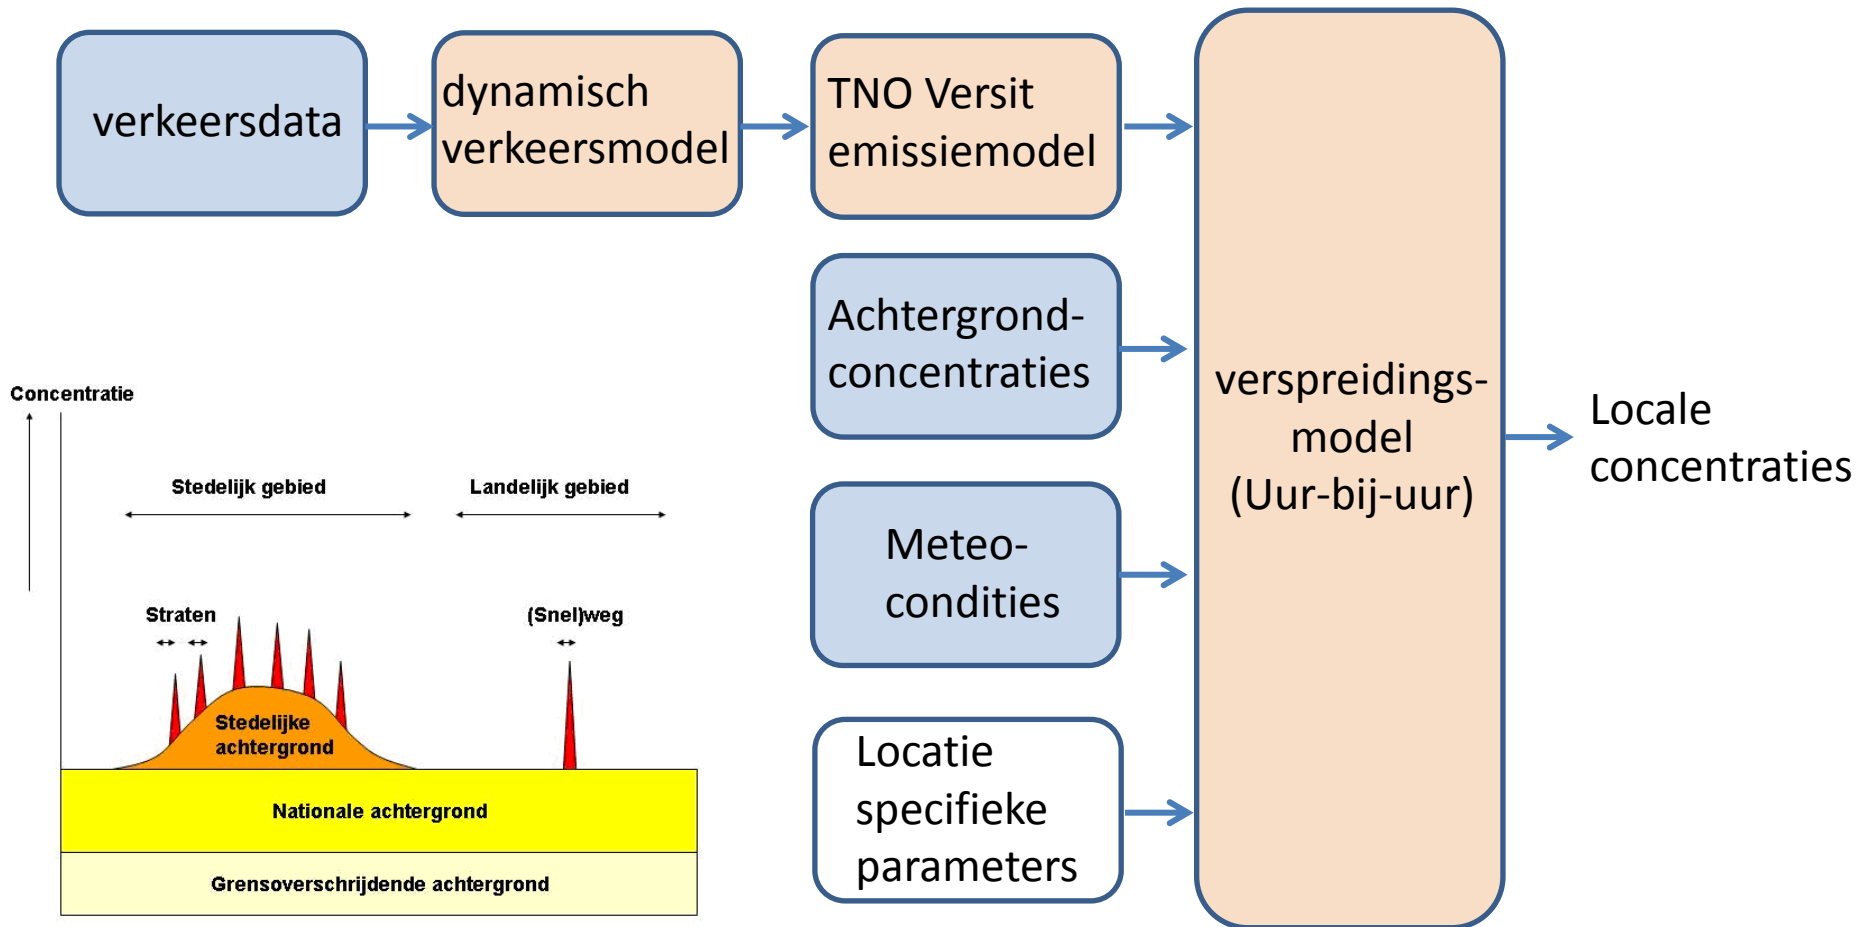 verkeersdata
dynamisch
verkeersmodel
TNO Versit
emissiemodel
Achtergrond-
concentraties
Meteo-
condities
Locatie
specifieke
parameters
verspreidings-
model
(Uur-bij-uur)
Locale
concentraties
Concentratie
Stedelijk gebied
Landelijk gebied
Straten
(Snel)weg
Stedelijke
achtergrond
Nationale achtergrond
Grensoverschrijdende achtergrond